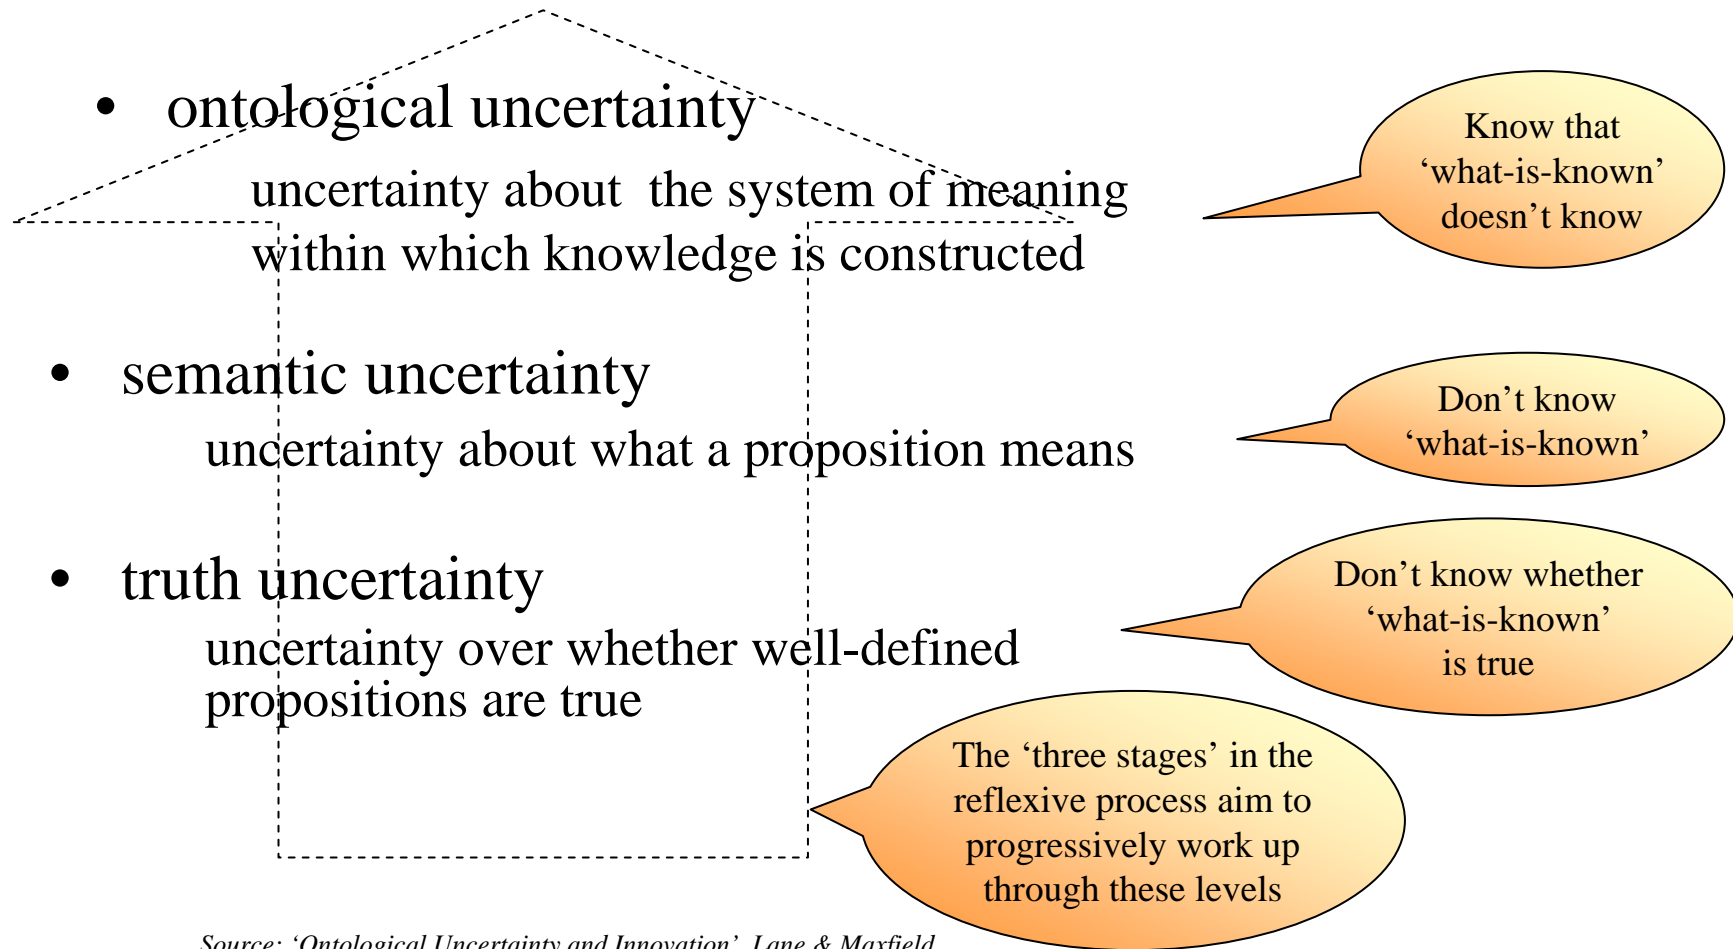 • ontological uncertainty
uncertainty about the system of meaning
within which knowledge is constructed
Know that
‘what-is-known’
doesn’t know
• semantic uncertainty
uncertainty about what a proposition means
Don’t know
‘what-is-known’
• truth uncertainty
uncertainty over whether well-defined
propositions are true
Don’t know whether
‘what-is-known’
is true
The ‘three stages’ in the
reflexive process aim to
progressively work up
through these levels
Source: ‘Ontological Uncertainty and Innovation’, Lane & Maxfield